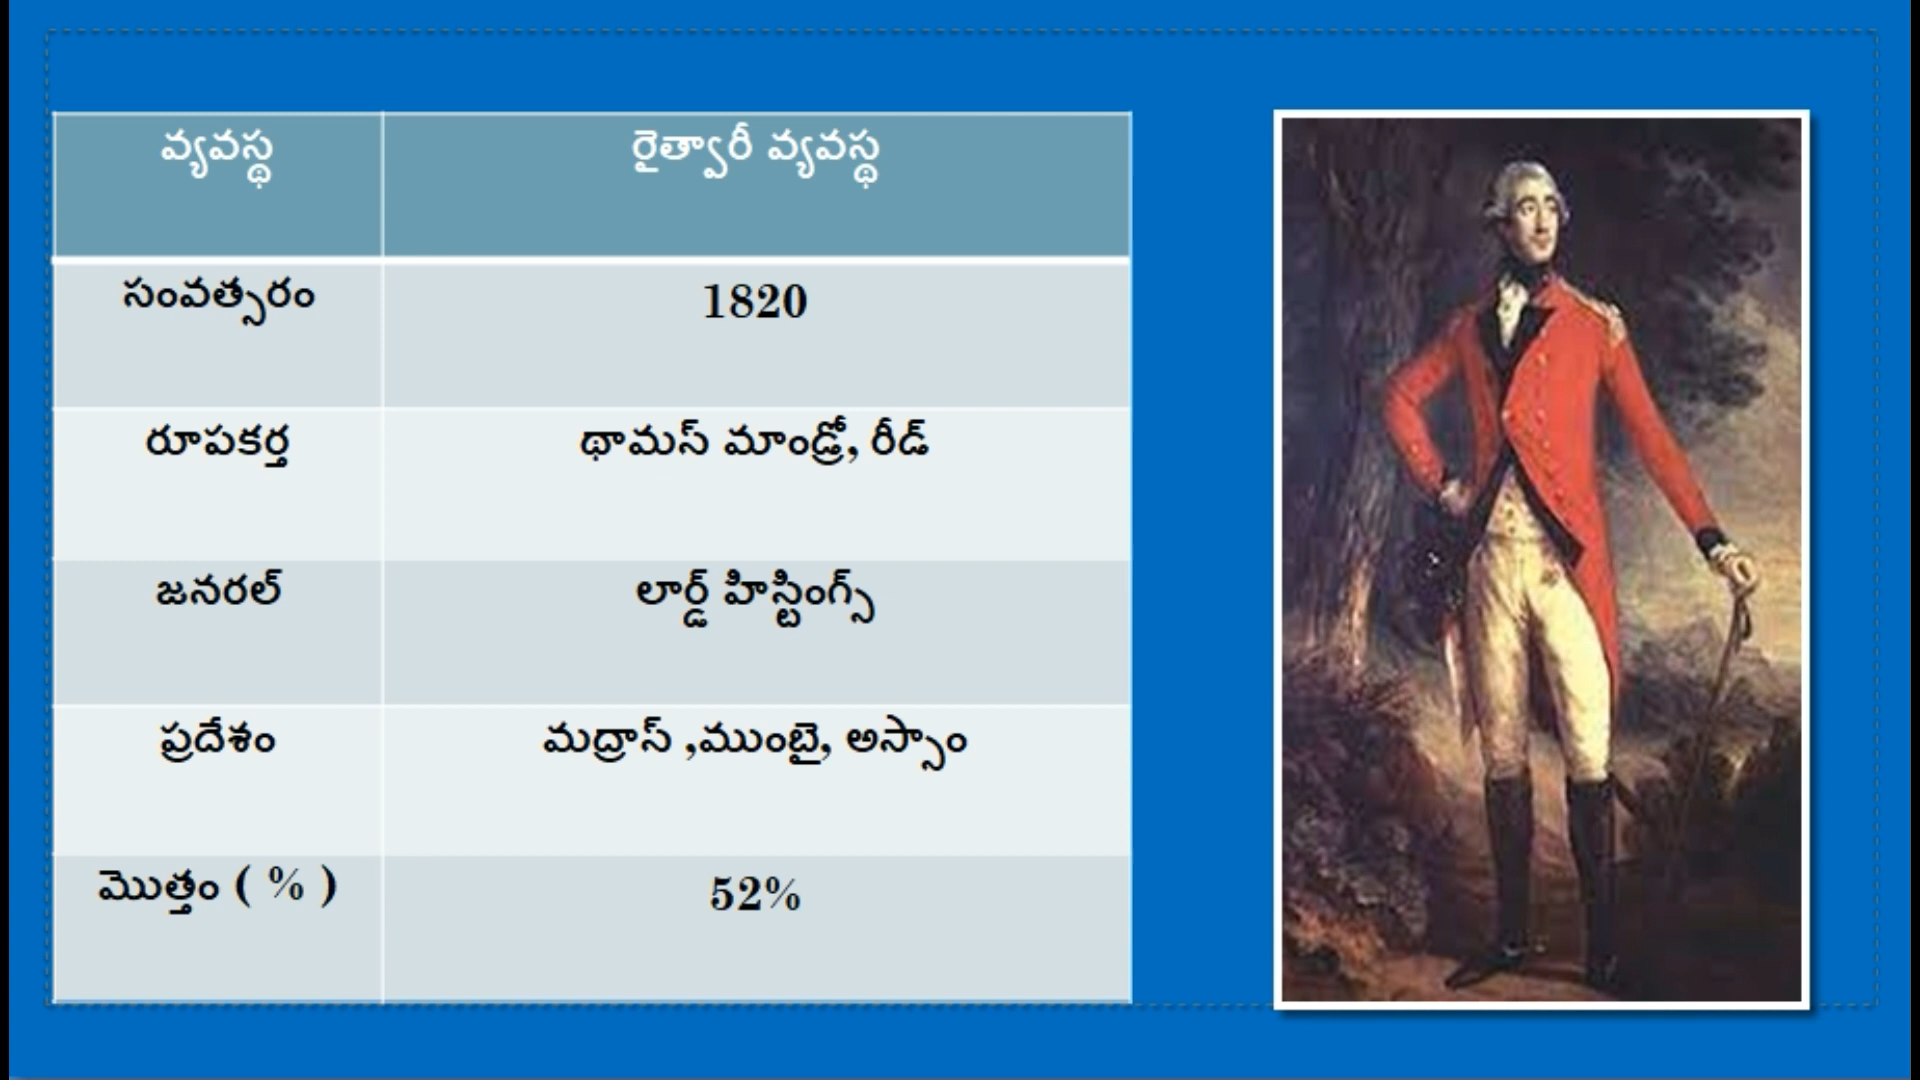 వ్యవస్థ రైత్వారీ వ్యవస్థ
సంవత్సరం 1820
రూపకర్త థామస్ మాండ్రో, రీడ్
జనరల్ లార్డ్ హిస్టింగ్స్
ప్రదేశం మద్రాస్ ,ముంబై, అస్సాం
మొత్తం ( % ) 52%